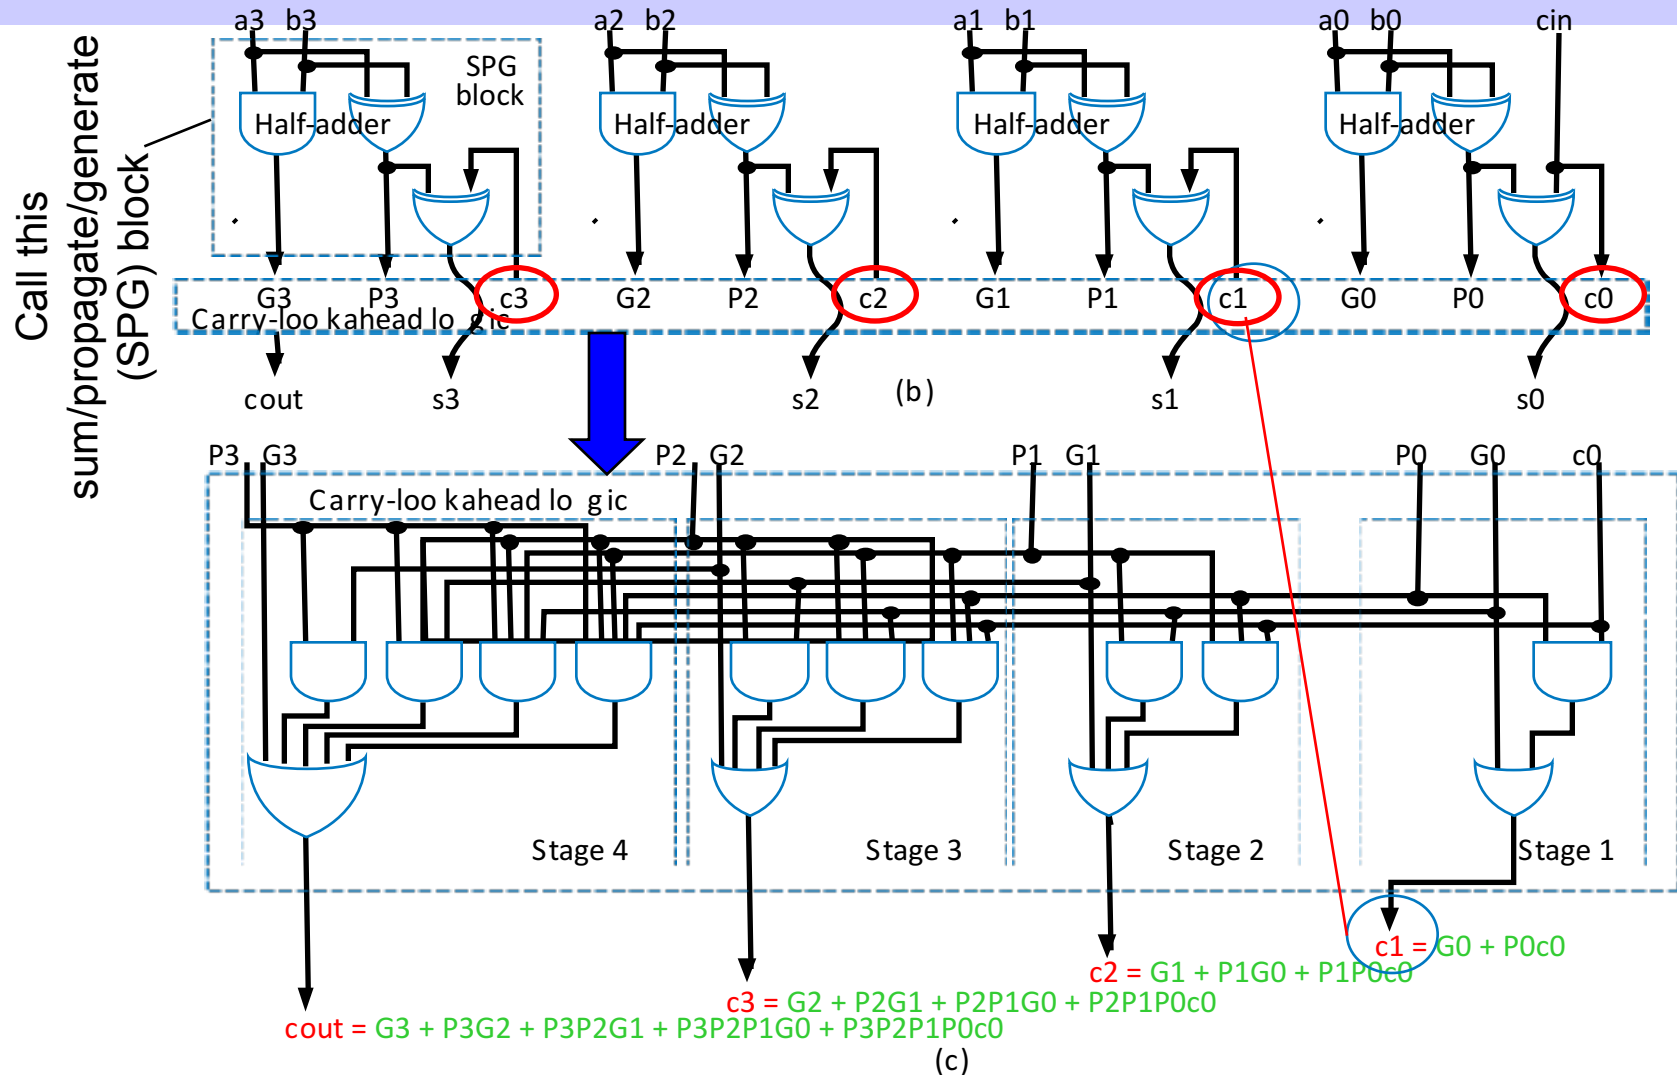 a3 b3 a2 b2 a1 b1 a0 b0 cin
Call this
sum/propagate/generate
(SPG) block
SPG
block
Half-adder Half-adder Half-adder Half-adder
G3 P3 c3 G2 P2 c2 G1 P1 c1 G0 P0 c0
Carry-loo kahead lo gic
cout s3 s2 (b) s1 s0
P3 G3 P2 G2 P1 G1 P0 G0 c0
Carry-loo kahead lo gic
Stage 4 Stage 3 Stage 2 Stage 1
c1 = G0 + P0c0
c2 = G1 + P1G0 + P1P0c0
c3 = G2 + P2G1 + P2P1G0 + P2P1P0c0
cout = G3 + P3G2 + P3P2G1 + P3P2P1G0 + P3P2P1P0c0
(c)